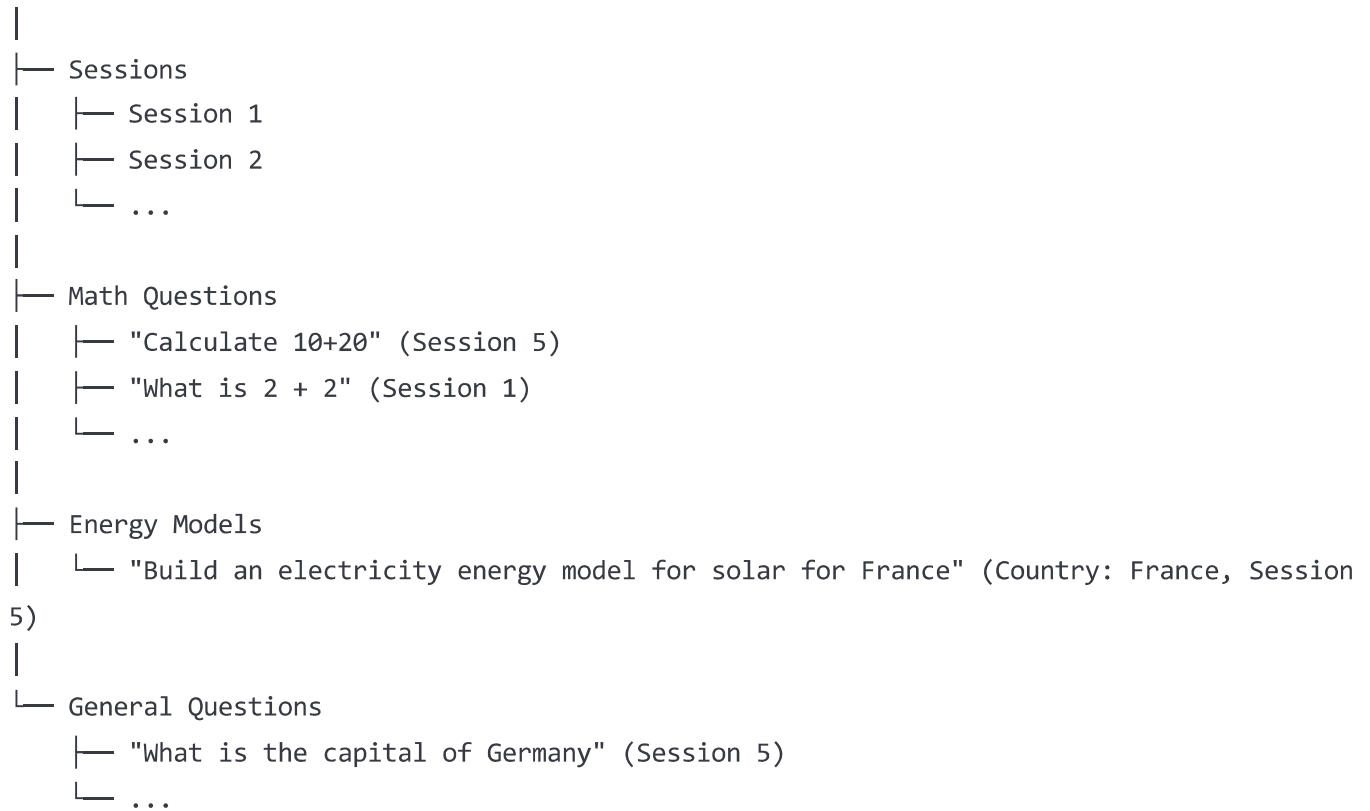 │
├── Sessions
│   ├── Session 1
│   ├── Session 2
│   └── ...
│
├── Math Questions
│   ├── "Calculate 10+20" (Session 5)
│   ├── "What is 2 + 2" (Session 1)
│   └── ...
│
├── Energy Models
│   └── "Build an electricity energy model for solar for France" (Country: France, Session
5)
│
└── General Questions
    ├── "What is the capital of Germany" (Session 5)
    └── ...